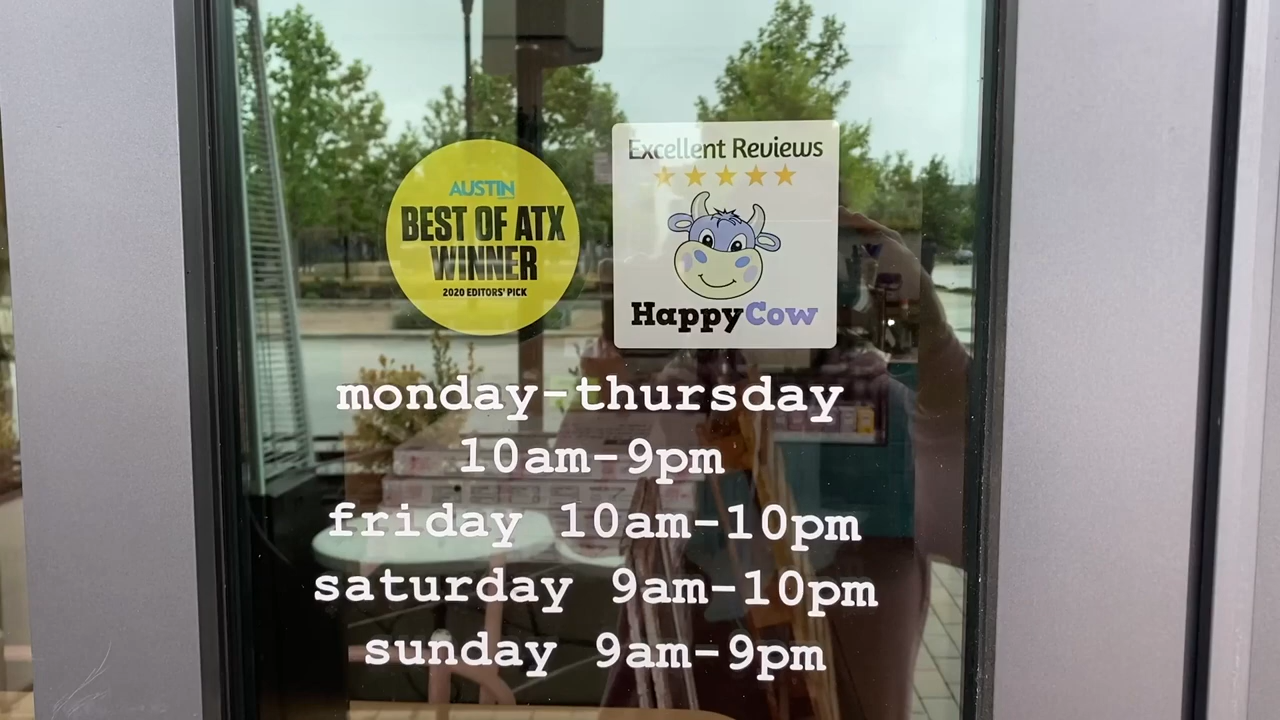 AUSTIN
BEST OF ATX
WINNER
2020 EDITORS' PICK
Excellent Reviews
HappyCow
monday-thursday
10am-9pm
friday 10am-10pm
saturday 9am-10pm
sunday 9am-9pm